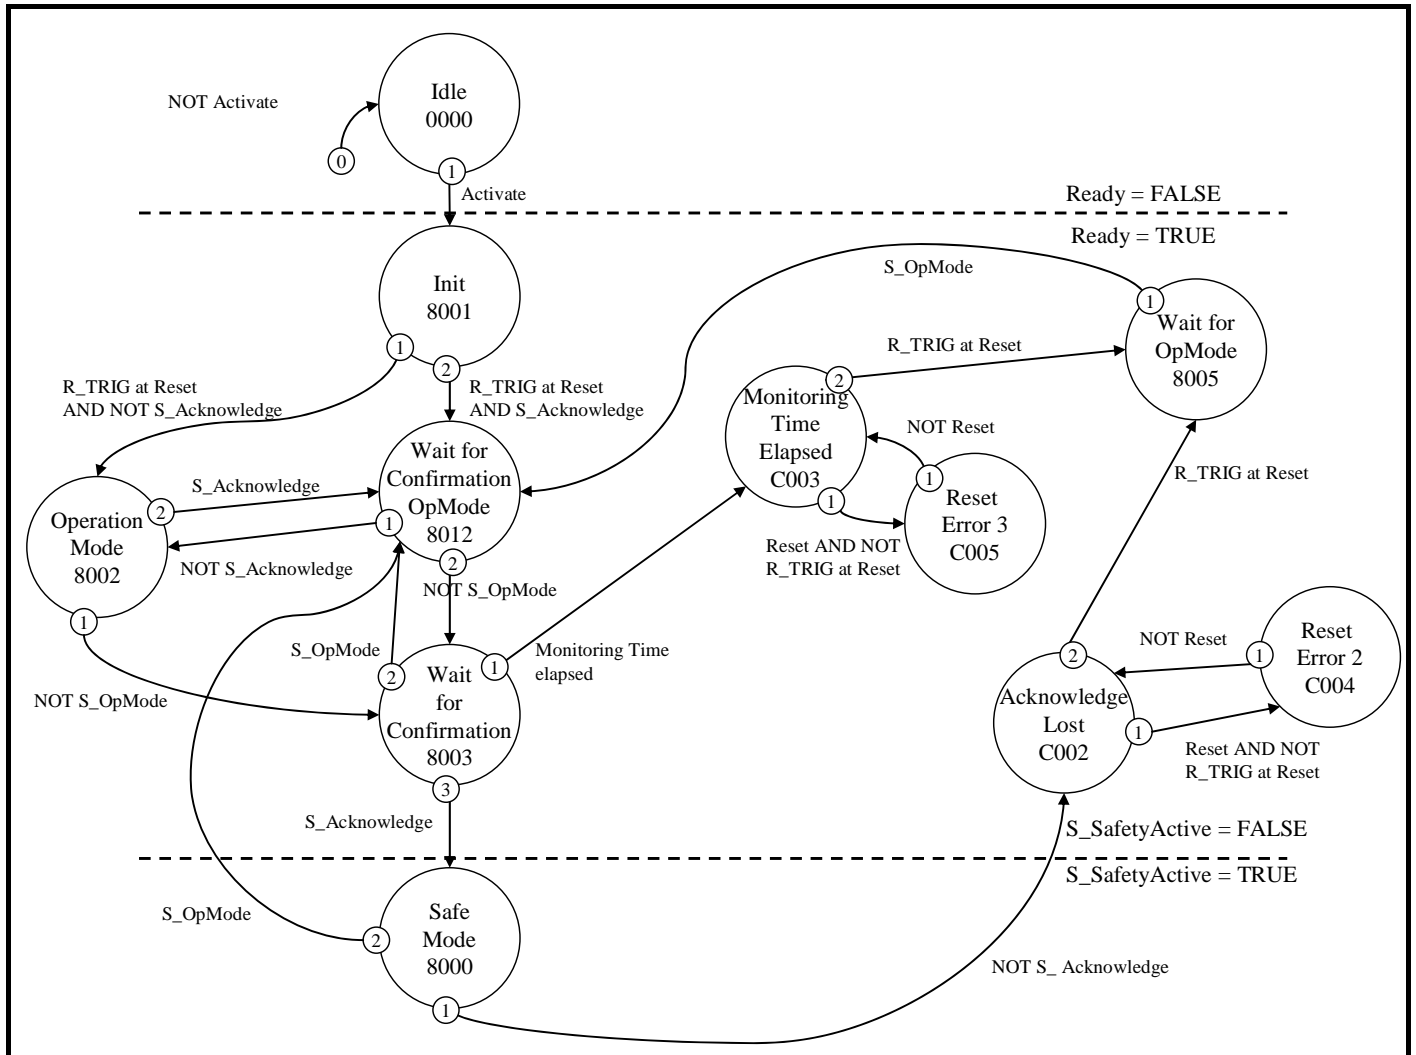 Idle
0000
NOT Activate
0
1
Activate
Ready = FALSE
Ready = TRUE
Init
8001
1
2
R_TRIG at Reset
AND NOT S_Acknowledge
R_TRIG at Reset
AND S_Acknowledge
S_OpMode
1
Wait for
OpMode
8005
R_TRIG at Reset
2
Monitoring
Time
Elapsed
C003
1
NOT Reset
1
Reset
Error 3
C005
Reset AND NOT
R_TRIG at Reset
Wait for
Confirmation
OpMode
8012
1
2
S_Acknowledge
2
Operation
Mode
8002
1
NOT S_Acknowledge
NOT S_OpMode
R_TRIG at Reset
S_OpMode
2
1
Monitoring Time
elapsed
Wait
for
Confirmation
8003
3
NOT S_OpMode
NOT Reset
1
Reset
Error 2
C004
2
Acknowledge
Lost
C002
1
Reset AND NOT
R_TRIG at Reset
S_Acknowledge
S_SafetyActive = FALSE
S_SafetyActive = TRUE
S_OpMode
2
Safe
Mode
8000
1
NOT S_ Acknowledge